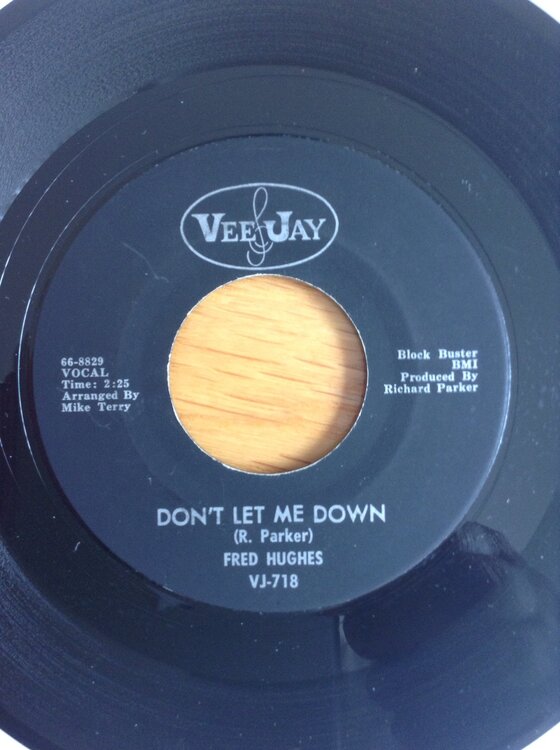 VEE JAY
66-8829
VOCAL
Time: 2:25
Arranged By
Mike Terry
Block Buster
BMI
Produced By
Richard Parker
DON'T LET ME DOWN
(R. Parker)
FRED HUGHES
VJ-718